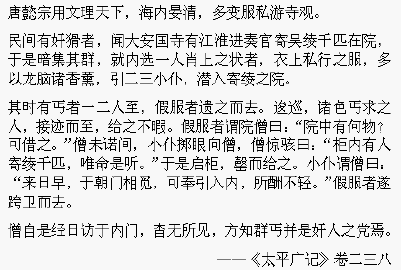 唐懿宗用文理天下，海内晏清，多变服私游寺观。
民间有奸猾者，闻大安国寺有江淮进奏官寄吴绫千匹在院，
于是暗集其群，就内选一人肖上之状者，衣上私行之服，多
以龙脑诸香薰，引二三小仆，潜入寄绫之院。
其时有丐者一二人至，假服者遗之而去。逡巡，诸色丐求之
人，接迹而至，给之不暇。假服者谓院僧曰：“院中有何物？
可借之。”僧未诺间，小仆掷眼向僧，僧惊骇曰：“柜内有人
寄绫千匹，唯命是听。”于是启柜，罄而给之。小仆谓僧曰：
“来日早，于朝门相觅，可奉引入内，所酬不轻。”假服者遂
跨卫而去。
僧自是经日访于内门，杳无所见，方知群丐并是奸人之党焉。
——《太平广记》卷二三八